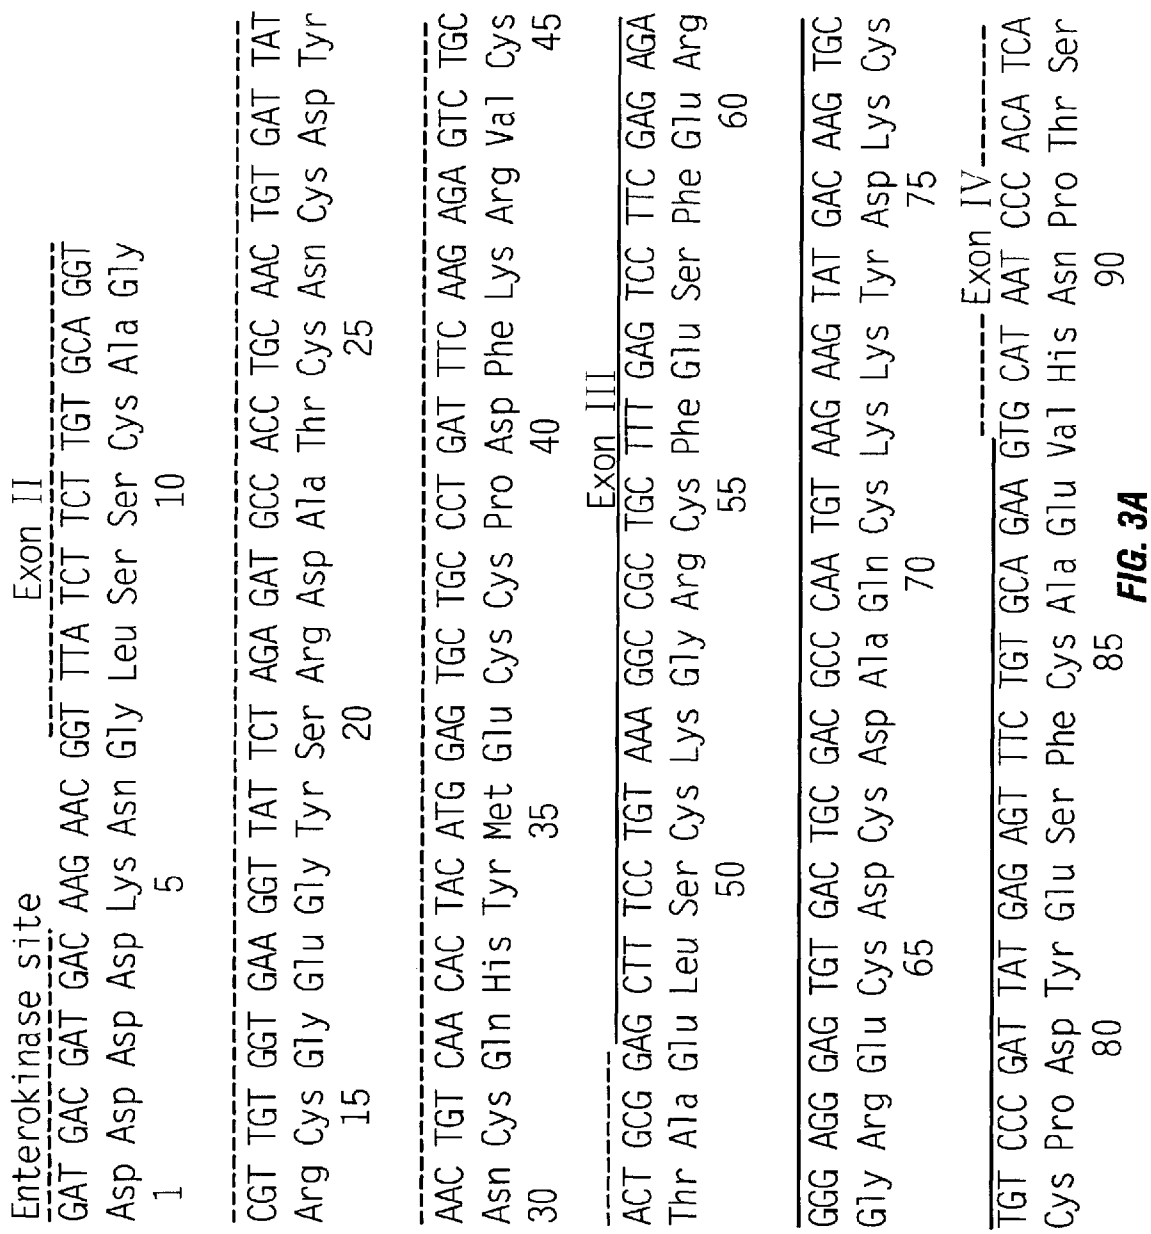 Enterokinase site Exon II
GAT GAC GAT GAC AAG AAC GGT TTA TCT TCT TGT GCA GGT
Asp Asp Asp Asp Lys Asn Gly Leu Ser Ser Cys Ala Gly
1 5 10
CGT TGT GGT GAA GGT TAT TCT AGA GAT GCC ACC TGC AAC TGT GAT TAT
Arg Cys Gly Glu Gly Tyr Ser Arg Asp Ala Thr Cys Asn Cys Asp Tyr
15 20 25
AAC TGT CAA CAC TAC ATG GAG TGC TGC CCT GAT TTC AAG AGA GTC TGC
Asn Cys Gln His Tyr Met Glu Cys Cys Pro Asp Phe Lys Arg Val Cys
30 35 40 45
Exon III
ACT GCG GAG CTT TCC TGT AAA GGC CGC TGC TTT GAG TCC TTC GAG AGA
Thr Ala Glu Leu Ser Cys Lys Gly Arg Cys Phe Glu Ser Phe Glu Arg
50 55 60
GGG AGG GAG TGT GAC TGC GAC GCC CAA TGT AAG AAG TAT GAC AAG TGC
Gly Arg Glu Cys Asp Cys Asp Ala Gln Cys Lys Lys Tyr Asp Lys Cys
65 70 75
Exon IV
TGT CCC GAT TAT GAG AGT TTC TGT GCA GAA GTG CAT AAT CCC ACA TCA
Cys Pro Asp Tyr Glu Ser Phe Cys Ala Glu Val His Asn Pro Thr Ser
80 85 90
FIG. 3A